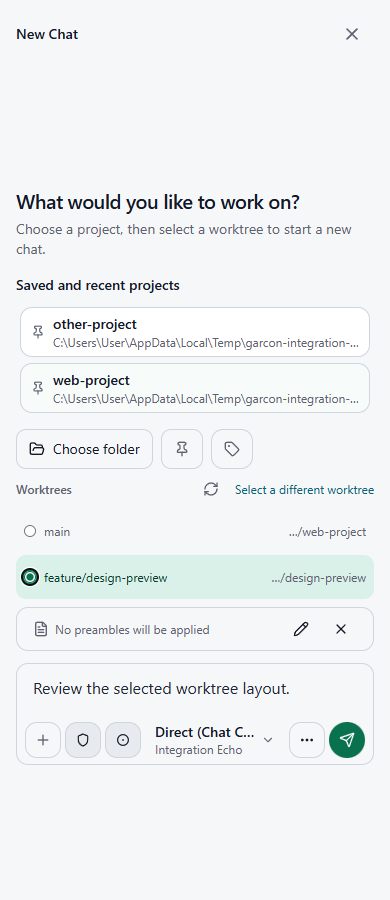 New Chat
What would you like to work on?
Choose a project, then select a worktree to start a new
chat.
Saved and recent projects
other-project
C:\Users\User\AppData\Local\Temp\garcon-integration-...
web-project
C:\Users\User\AppData\Local\Temp\garcon-integration-...
Choose folder
Worktrees Select a different worktree
main .../web-project
feature/design-preview .../design-preview
No preambles will be applied
Review the selected worktree layout.
Direct (Chat C...
Integration Echo